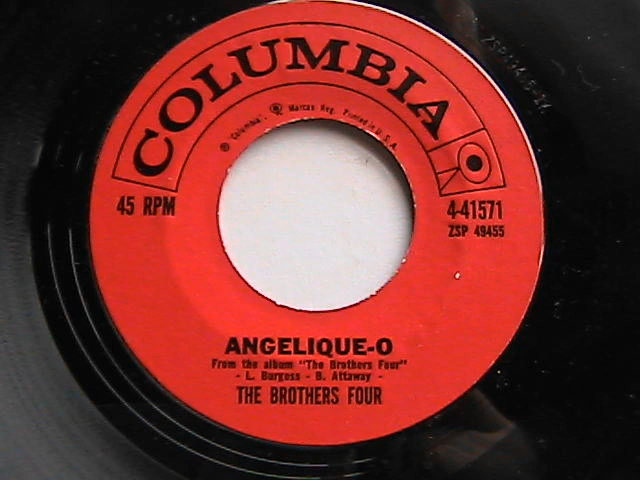 COLUMBIA
® "Columbia", Marcas Reg. Printed in U.S.A.
45 RPM
4-41571
ZSP 49455
ANGELIQUE-O
From the album "The Brothers Four"
- L. Burgess - B. Attaway -
THE BROTHERS FOUR